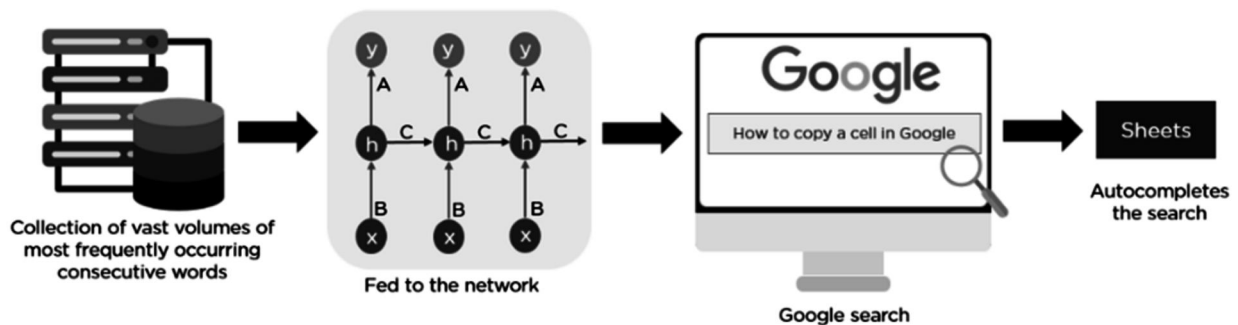 Collection of vast volumes of
most frequently occurring
consecutive words
y y y
A A A
h C h C h C
B B B
x x x
Fed to the network
Google
How to copy a cell in Google
Google search
Sheets
Autocompletes
the search